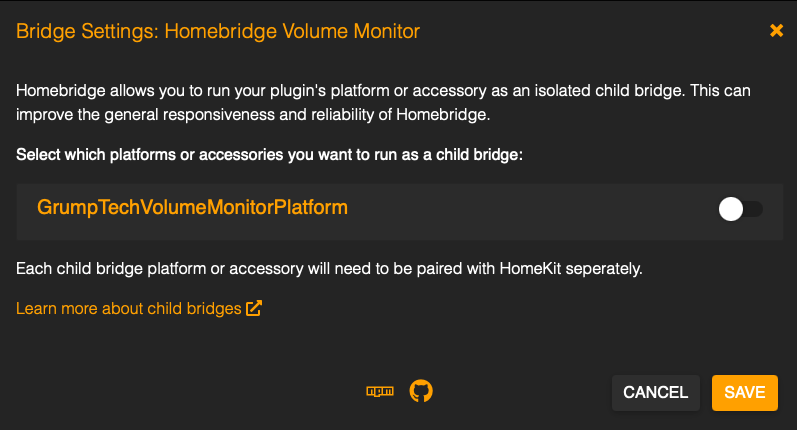 Bridge Settings: Homebridge Volume Monitor
Homebridge allows you to run your plugin's platform or accessory as an isolated child bridge. This can
improve the general responsiveness and reliability of Homebridge.
Select which platforms or accessories you want to run as a child bridge:
GrumpTechVolumeMonitorPlatform
Each child bridge platform or accessory will need to be paired with HomeKit seperately.
Learn more about child bridges
npm
CANCEL
SAVE